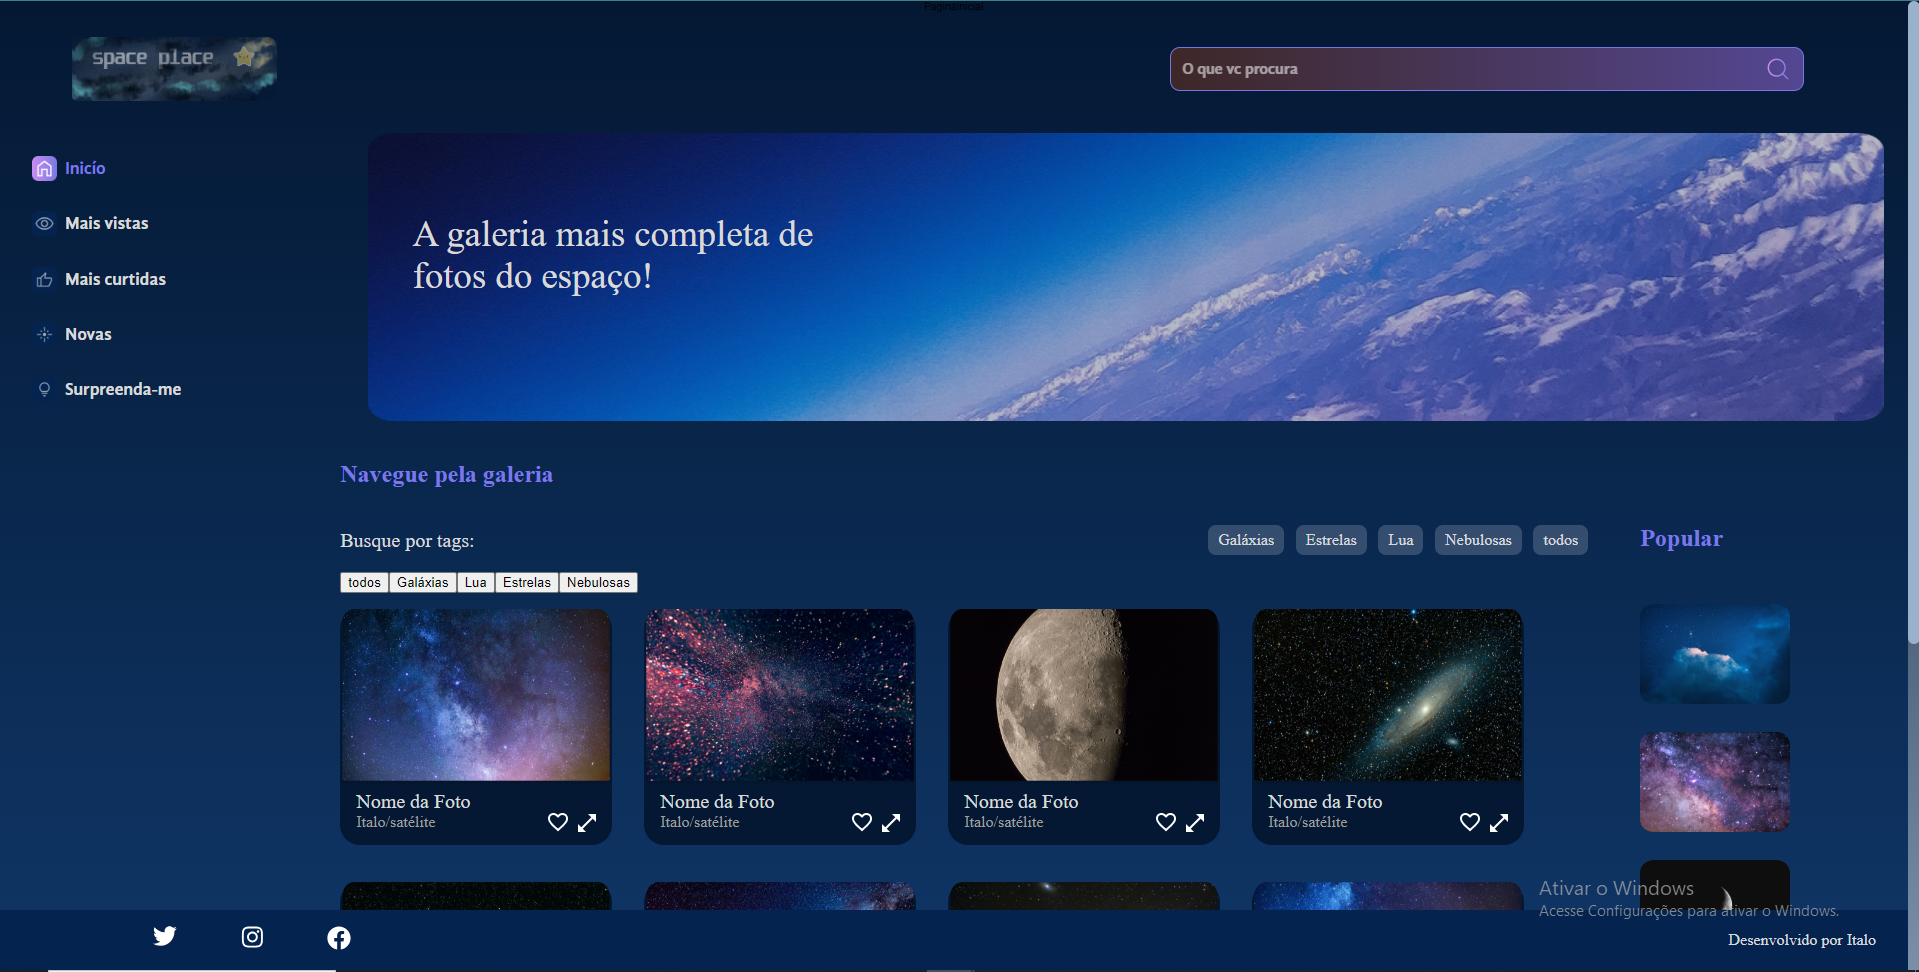 PaginaInicial
space place
O que vc procura
Inicío
Mais vistas
Mais curtidas
Novas
Surpreenda-me
A galeria mais completa de
fotos do espaço!
Navegue pela galeria
Busque por tags:
Galáxias Estrelas Lua Nebulosas todos
Popular
todos Galáxias Lua Estrelas Nebulosas
Nome da Foto
Italo/satélite
Nome da Foto
Italo/satélite
Nome da Foto
Italo/satélite
Nome da Foto
Italo/satélite
Ativar o Windows
Acesse Configurações para ativar o Windows.
Desenvolvido por Italo